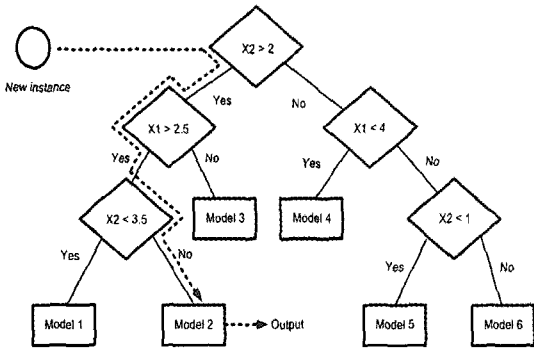 X2 > 2
New instance
Yes
No
X1 > 2.5
X1 < 4
Yes
No
Yes
No
X2 < 3.5
Model 3
Model 4
X2 < 1
Yes
No
Yes
No
Model 1
Model 2
Output
Model 5
Model 6